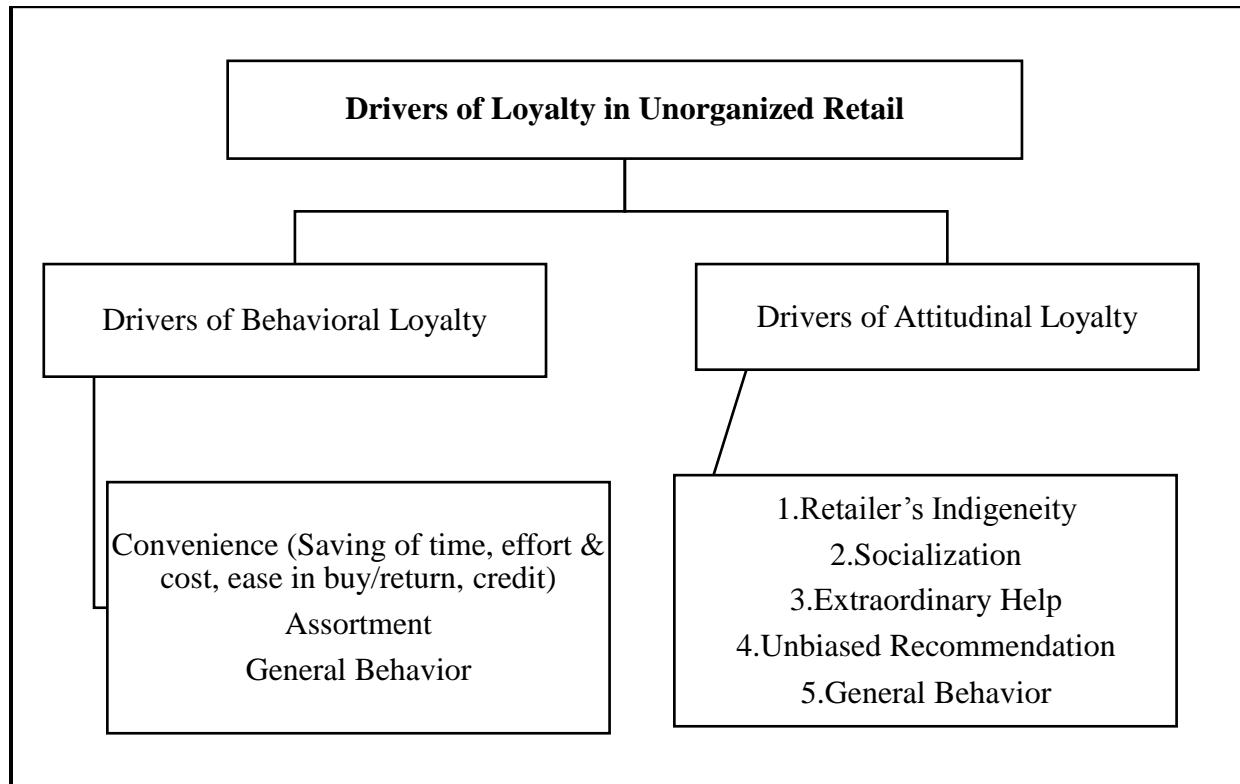 Drivers of Loyalty in Unorganized Retail
Drivers of Behavioral Loyalty
Drivers of Attitudinal Loyalty
Convenience (Saving of time, effort &
cost, ease in buy/return, credit)
Assortment
General Behavior
1.Retailer’s Indigeneity
2.Socialization
3.Extraordinary Help
4.Unbiased Recommendation
5.General Behavior